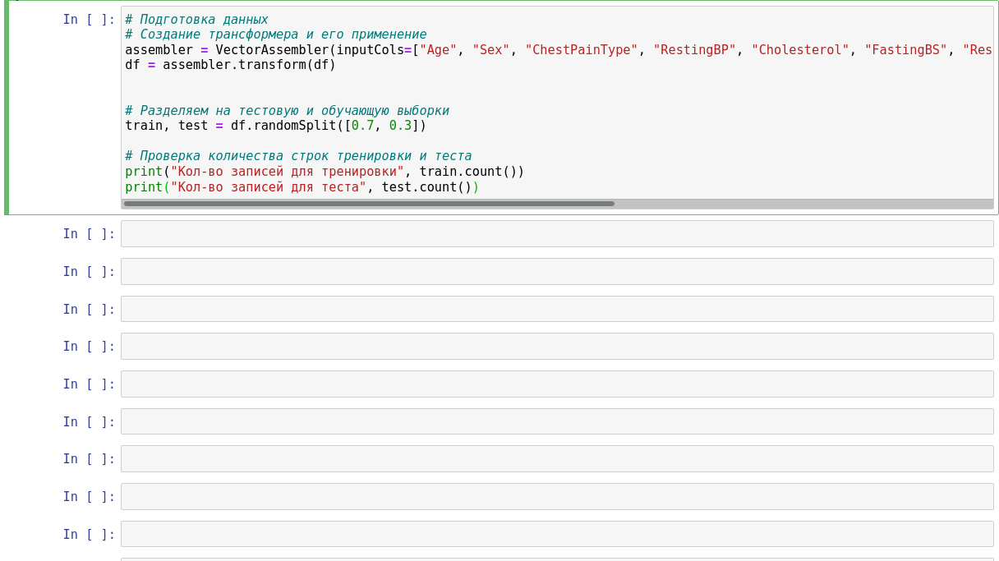 In [ ]:
# Подготовка данных
# Создание трансформера и его применение
assembler = VectorAssembler(inputCols=["Age", "Sex", "ChestPainType", "RestingBP", "Cholesterol", "FastingBS", "Res
df = assembler.transform(df)
# Разделяем на тестовую и обучающую выборки
train, test = df.randomSplit([0.7, 0.3])
# Проверка количества строк тренировки и теста
print("Кол-во записей для тренировки", train.count())
print("Кол-во записей для теста", test.count())
In [ ]:
In [ ]:
In [ ]:
In [ ]:
In [ ]:
In [ ]:
In [ ]:
In [ ]:
In [ ]: